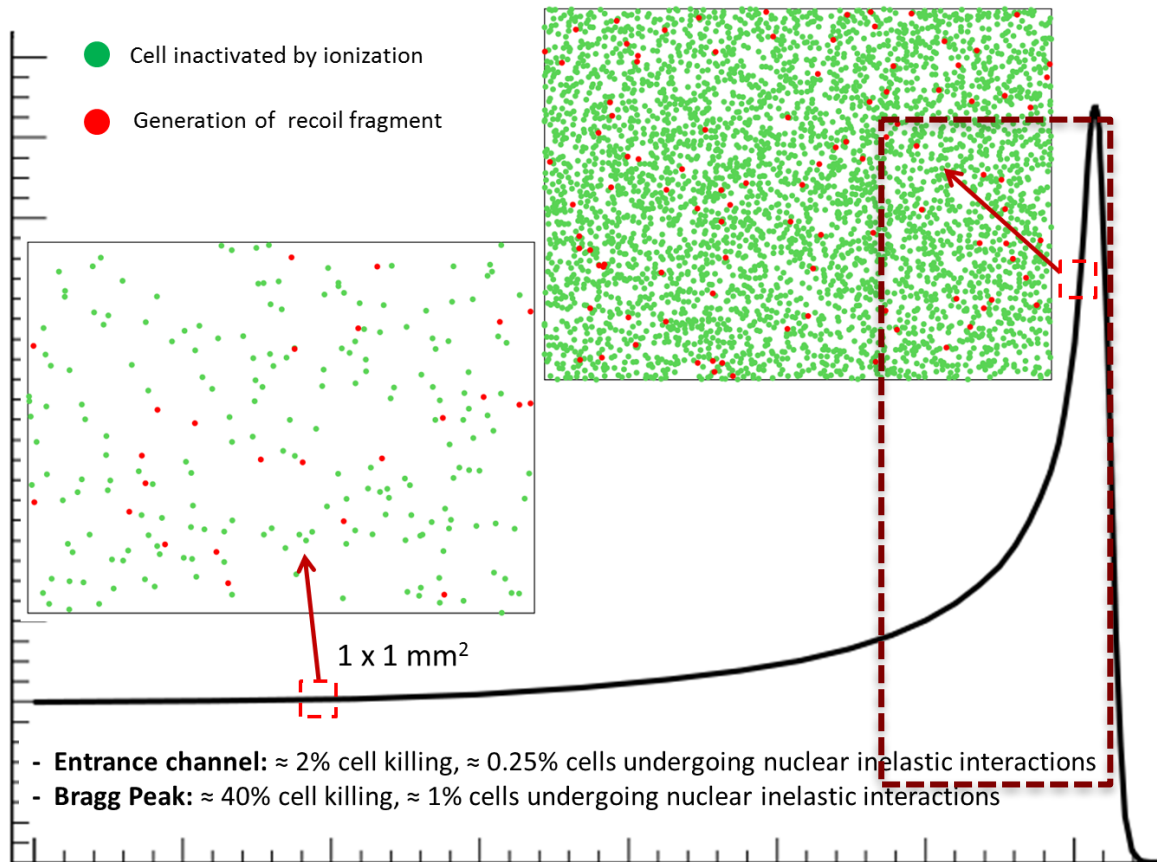 Cell inactivated by ionization
Generation of recoil fragment
1 x 1 mm²
- Entrance channel: ≈ 2% cell killing, ≈ 0.25% cells undergoing nuclear inelastic interactions
- Bragg Peak: ≈ 40% cell killing, ≈ 1% cells undergoing nuclear inelastic interactions